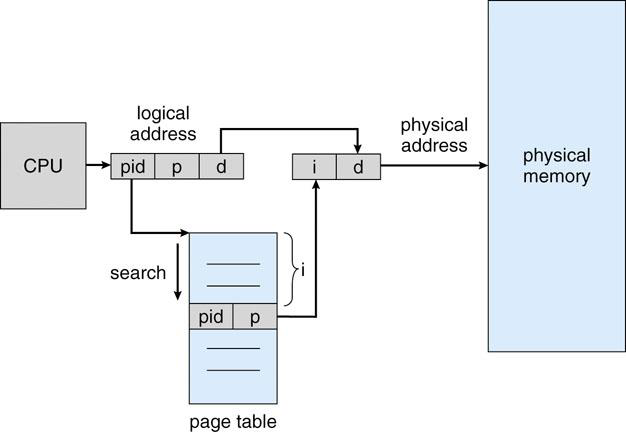 logical
address
physical
address
CPU
pid p d
i d
physical
memory
search
i
pid p
page table